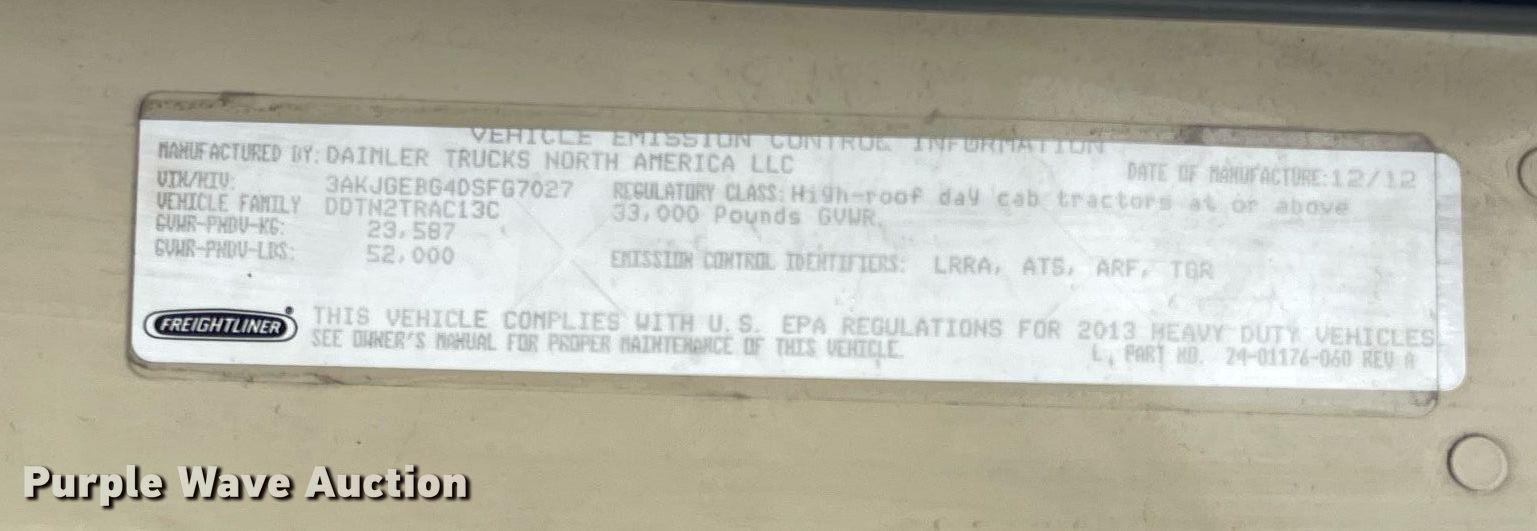 VEHICLE EMISSION CONTROL INFORMATION
MANUFACTURED BY: DAIMLER TRUCKS NORTH AMERICA LLC
DATE OF MANUFACTURE: 12/12
VIN/NIV: 3AKJGEBG4DSFG7027
REGULATORY CLASS: High-roof day cab tractors at or above
VEHICLE FAMILY DDTN2TRAC13C
33,000 Pounds GVWR.
GVWR-PNBV-KG: 23,587
GVWR-PNBV-LBS: 52,000
EMISSION CONTROL IDENTIFIERS: LRRA, ATS, ARF, TGR
FREIGHTLINER®
THIS VEHICLE COMPLIES WITH U.S. EPA REGULATIONS FOR 2013 HEAVY DUTY VEHICLES
SEE OWNER'S MANUAL FOR PROPER MAINTENANCE OF THIS VEHICLE.
PART NO. 24-01176-060 REV A
Purple Wave Auction